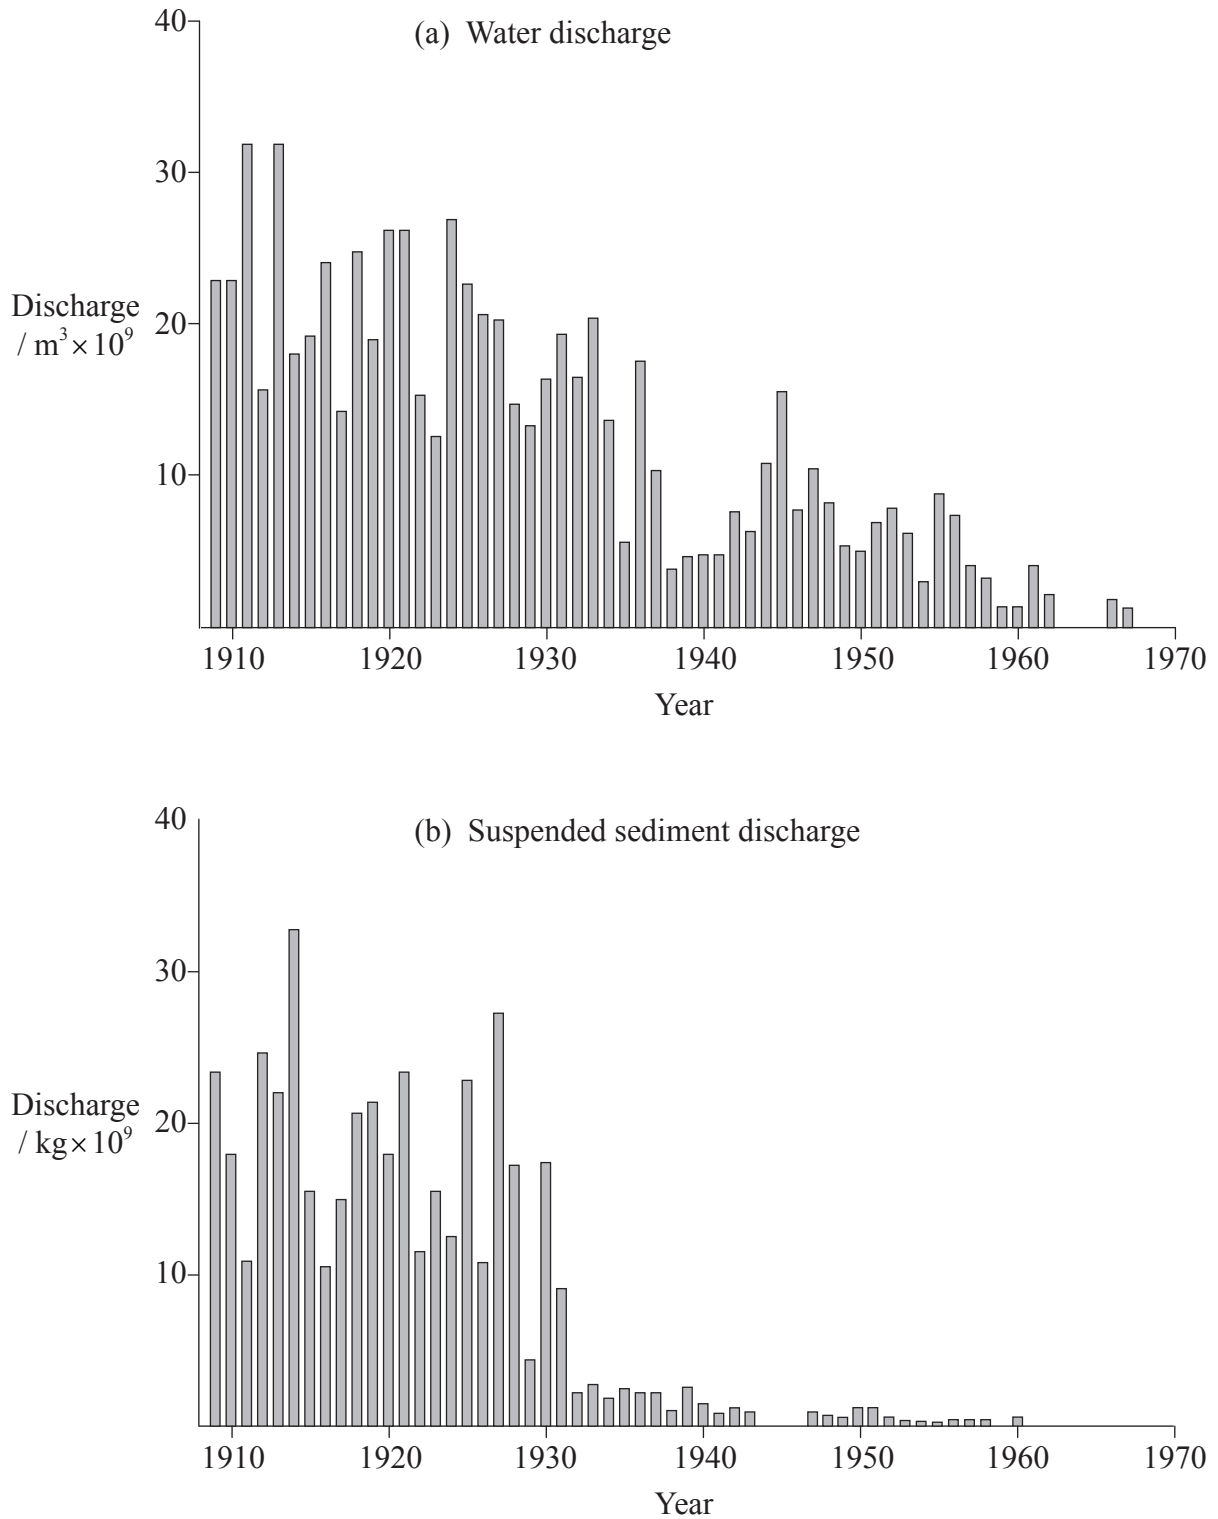 (a) Water discharge
40
30
20
10
Discharge
/ m³ × 10⁹
1910 1920 1930 1940 1950 1960 1970
Year
(b) Suspended sediment discharge
40
30
20
10
Discharge
/ kg × 10⁹
1910 1920 1930 1940 1950 1960 1970
Year